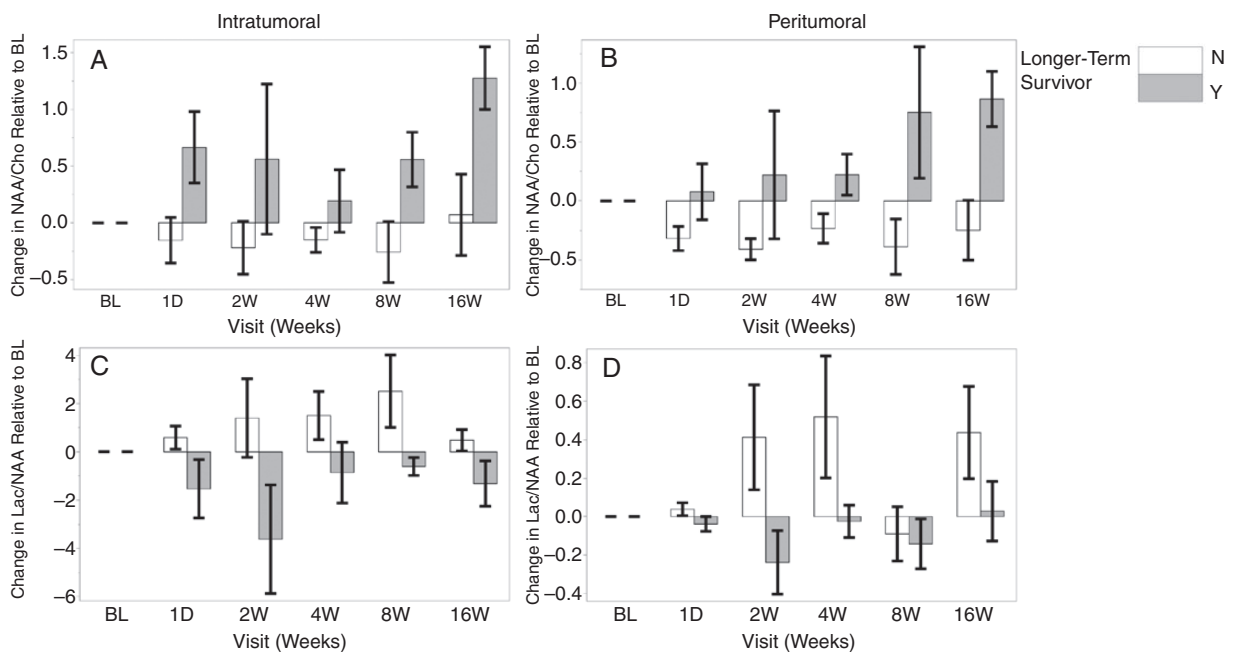 Intratumoral
Peritumoral
A
Change in NAA/Cho Relative to BL
1.5
1.0
0.5
0.0
–0.5
BL 1D 2W 4W 8W 16W
Visit (Weeks)
B
Change in NAA/Cho Relative to BL
1.0
0.5
0.0
–0.5
BL 1D 2W 4W 8W 16W
Visit (Weeks)
Longer-Term
Survivor
N
Y
C
Change in Lac/NAA Relative to BL
4
2
0
–2
–4
–6
BL 1D 2W 4W 8W 16W
Visit (Weeks)
D
Change in Lac/NAA Relative to BL
0.8
0.6
0.4
0.2
0.0
–0.2
–0.4
BL 1D 2W 4W 8W 16W
Visit (Weeks)